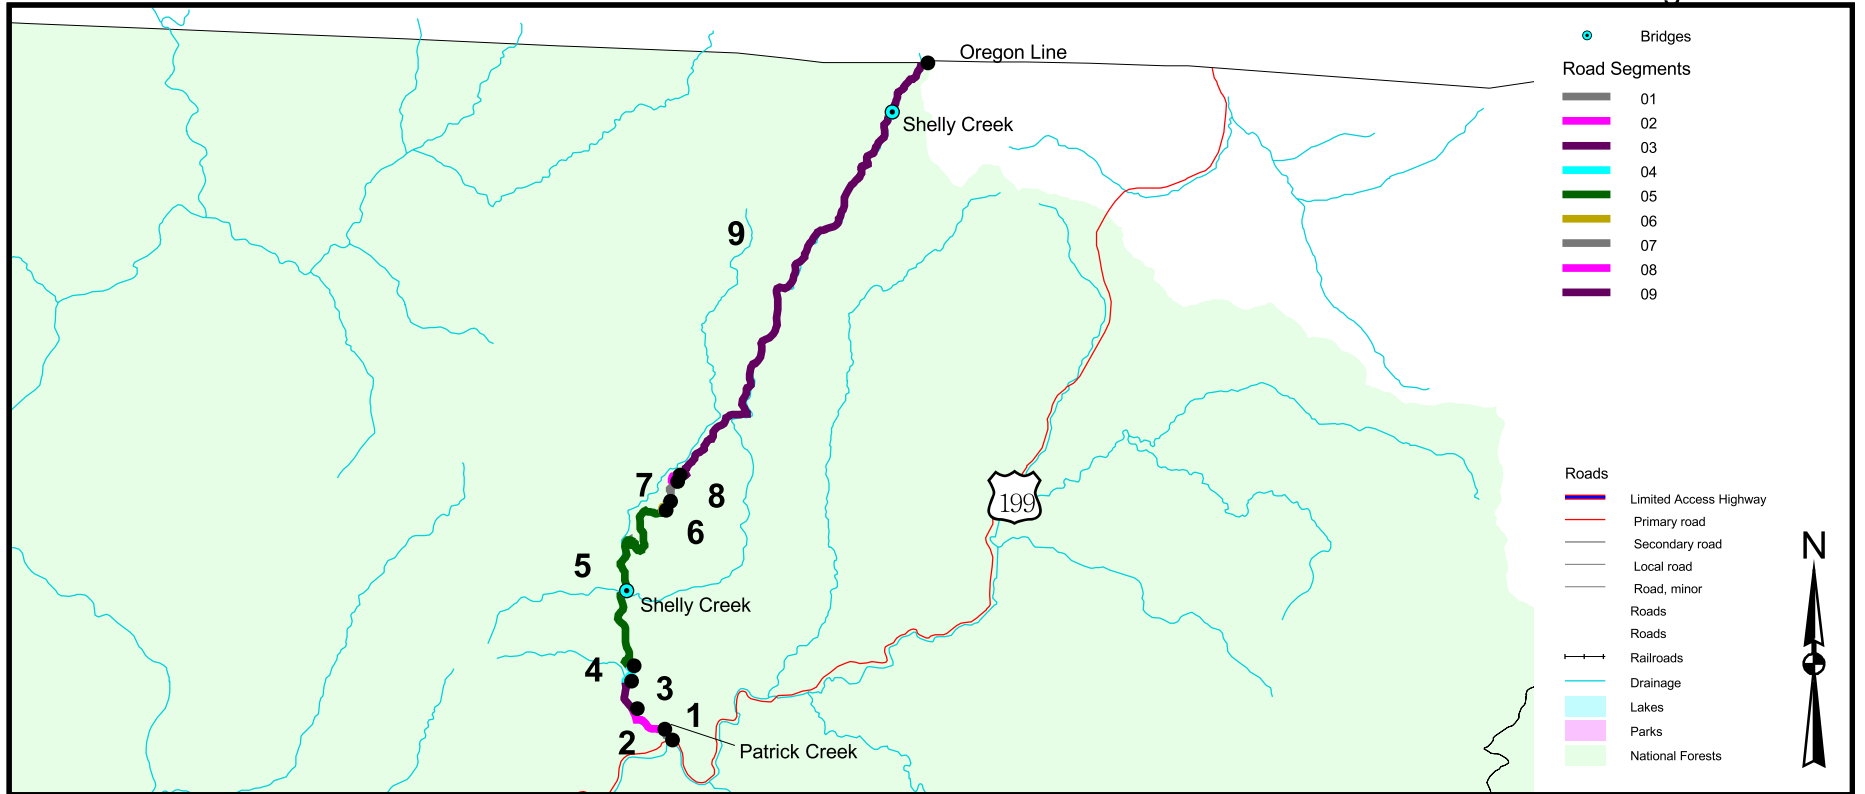 Oregon Line
Shelly Creek
9
7
8
6
5
Shelly Creek
4
3
1
2
Patrick Creek
199
Bridges
Road Segments
01
02
03
04
05
06
07
08
09
Roads
Limited Access Highway
Primary road
Secondary road
Local road
Road, minor
Roads
Roads
Railroads
Drainage
Lakes
Parks
National Forests
N